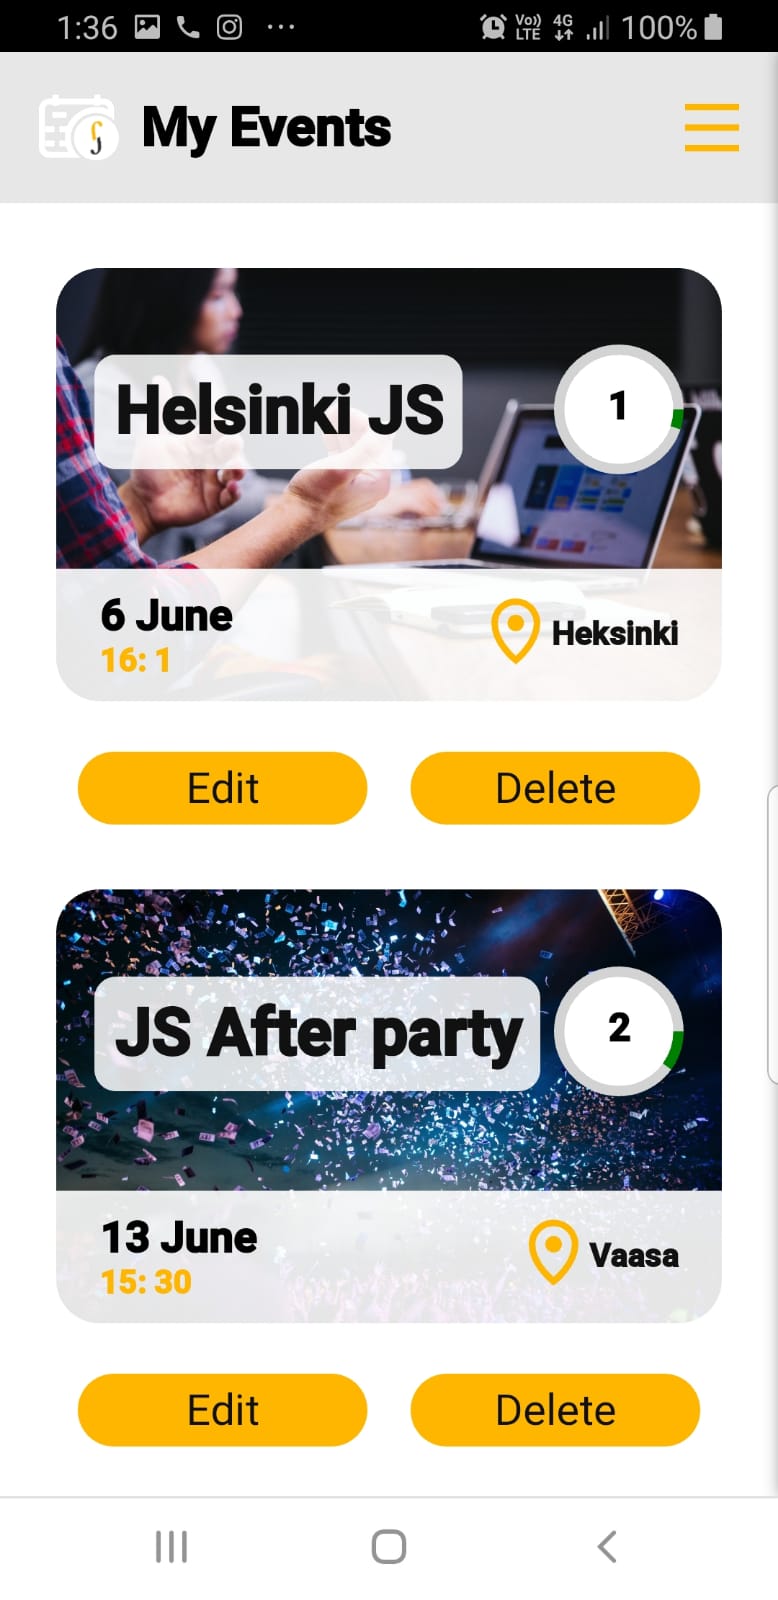 1:36 ... Vo)) LTE 4G 100%
My Events
Helsinki JS
1
6 June
16: 1
Heksinki
Edit Delete
JS After party
2
13 June
15: 30
Vaasa
Edit Delete